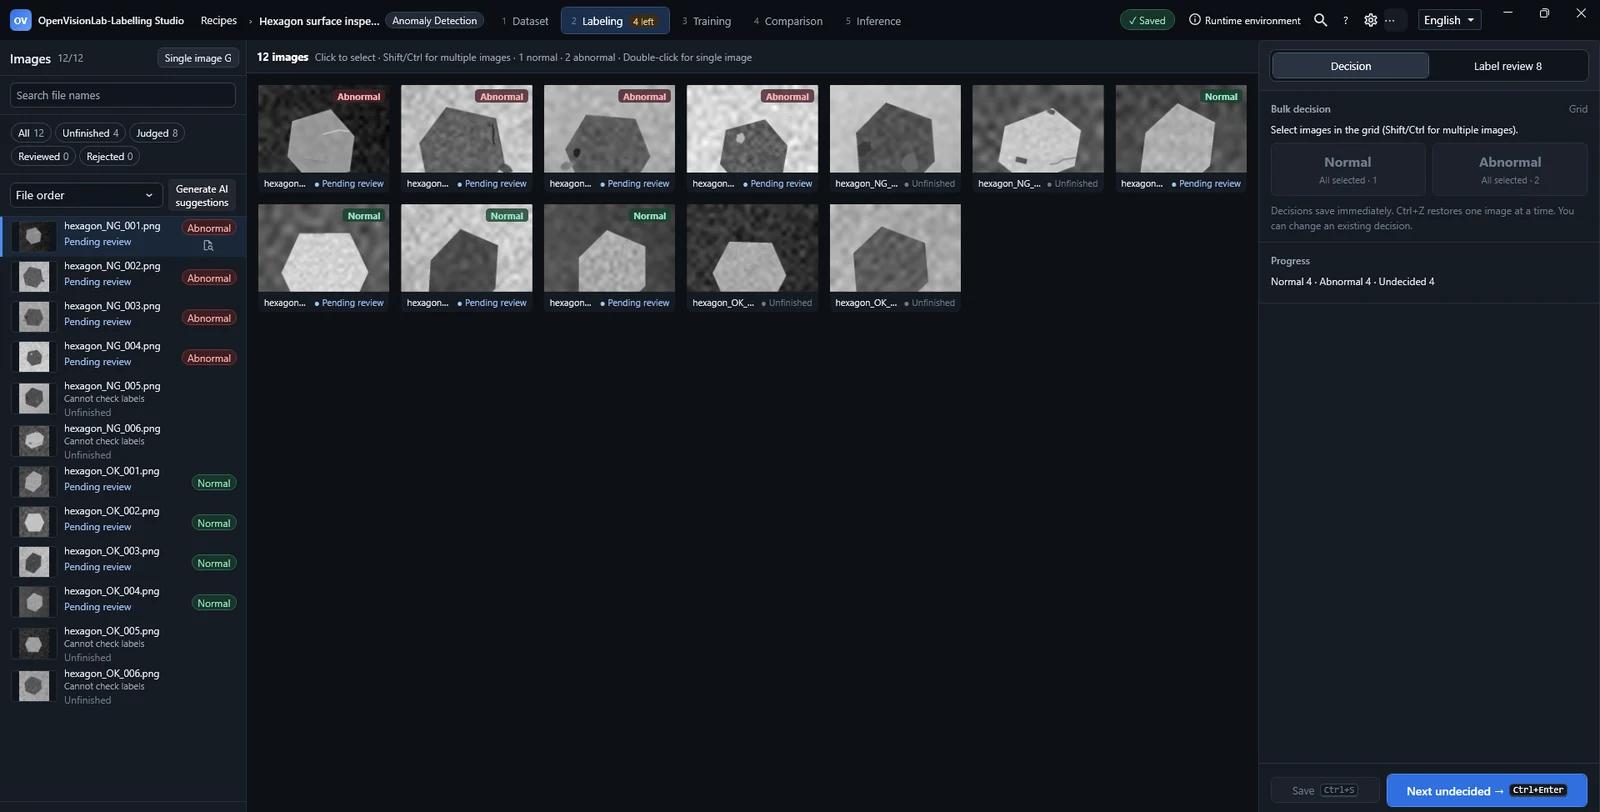 OV OpenVisionLab-Labelling Studio Recipes › Hexagon surface inspe... Anomaly Detection 1 Dataset 2 Labeling 4 left 3 Training 4 Comparison 5 Inference ✓ Saved Runtime environment ? ... English
Images 12/12 Single image G
Search file names
All 12 Unfinished 4 Judged 8
Reviewed 0 Rejected 0
File order Generate AI suggestions
hexagon_NG_001.png Abnormal
Pending review
hexagon_NG_002.png
Pending review Abnormal
hexagon_NG_003.png
Pending review Abnormal
hexagon_NG_004.png
Pending review Abnormal
hexagon_NG_005.png
Cannot check labels
Unfinished
hexagon_NG_006.png
Cannot check labels
Unfinished
hexagon_OK_001.png
Pending review Normal
hexagon_OK_002.png
Pending review Normal
hexagon_OK_003.png
Pending review Normal
hexagon_OK_004.png
Pending review Normal
hexagon_OK_005.png
Cannot check labels
Unfinished
hexagon_OK_006.png
Cannot check labels
Unfinished
12 images Click to select · Shift/Ctrl for multiple images · 1 normal · 2 abnormal · Double-click for single image
Abnormal Abnormal Abnormal Abnormal Normal
hexagon... • Pending review hexagon... • Pending review hexagon... • Pending review hexagon... • Pending review hexagon_NG_... • Unfinished hexagon_NG_... • Unfinished hexagon... • Pending review
Normal Normal Normal
hexagon... • Pending review hexagon... • Pending review hexagon... • Pending review hexagon_OK_... • Unfinished hexagon_OK_... • Unfinished
Decision Label review 8
Bulk decision Grid
Select images in the grid (Shift/Ctrl for multiple images).
Normal Abnormal
All selected · 1 All selected · 2
Decisions save immediately. Ctrl+Z restores one image at a time. You
can change an existing decision.
Progress
Normal 4 · Abnormal 4 · Undecided 4
Save Ctrl+S Next undecided → Ctrl+Enter